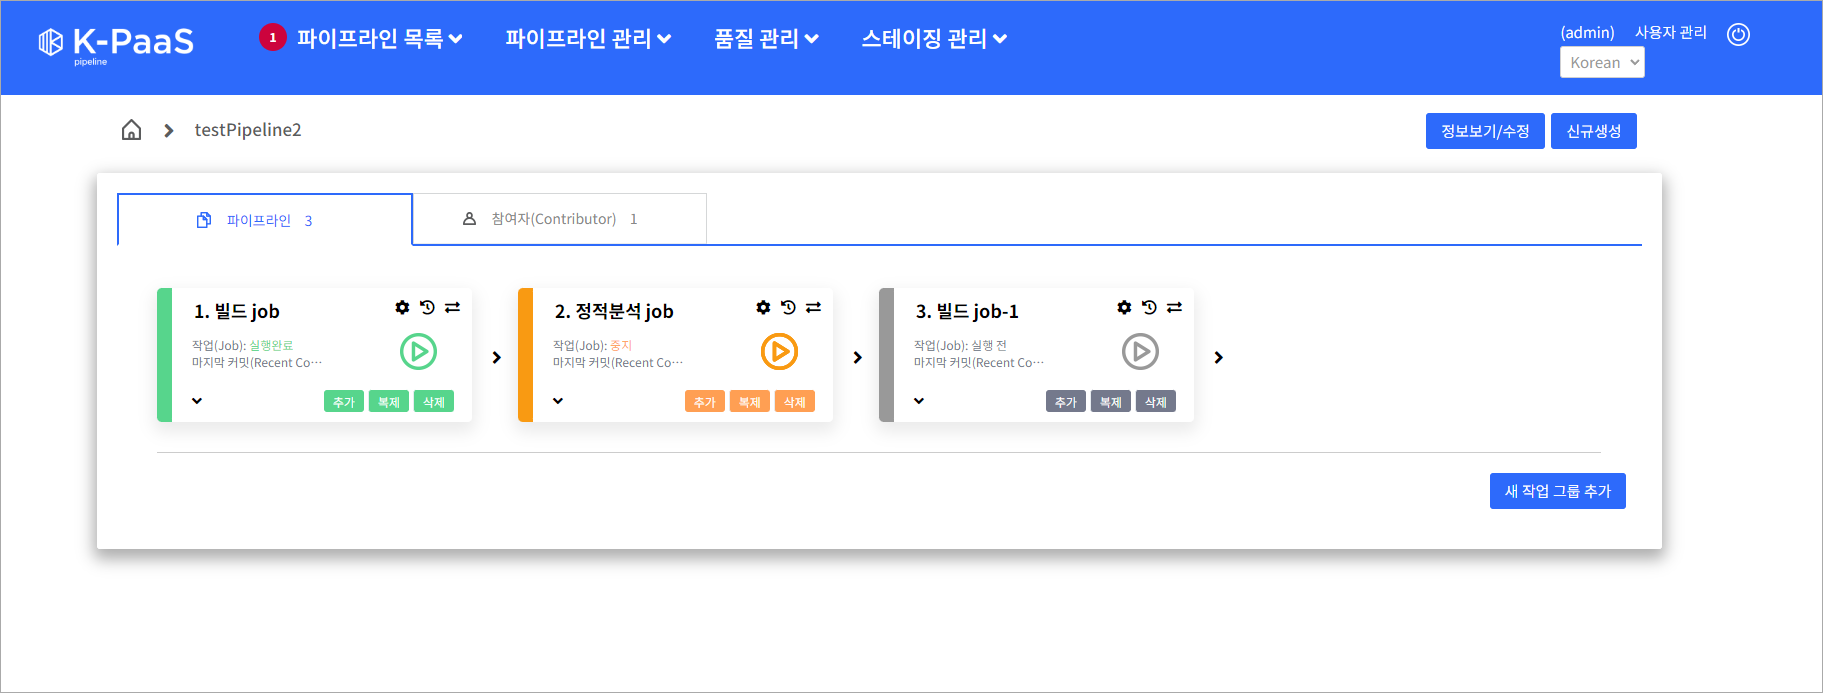 K-PaaS
pipeline
1 파이프라인 목록 파이프라인 관리 품질 관리 스테이징 관리
(admin) 사용자 관리
Korean
testPipeline2
정보보기/수정 신규생성
파이프라인 3
참여자(Contributor) 1
1. 빌드 job
작업(Job): 실행완료
마지막 커밋(Recent Co…
추가 복제 삭제
2. 정적분석 job
작업(Job): 중지
마지막 커밋(Recent Co…
추가 복제 삭제
3. 빌드 job-1
작업(Job): 실행 전
마지막 커밋(Recent Co…
추가 복제 삭제
새 작업 그룹 추가